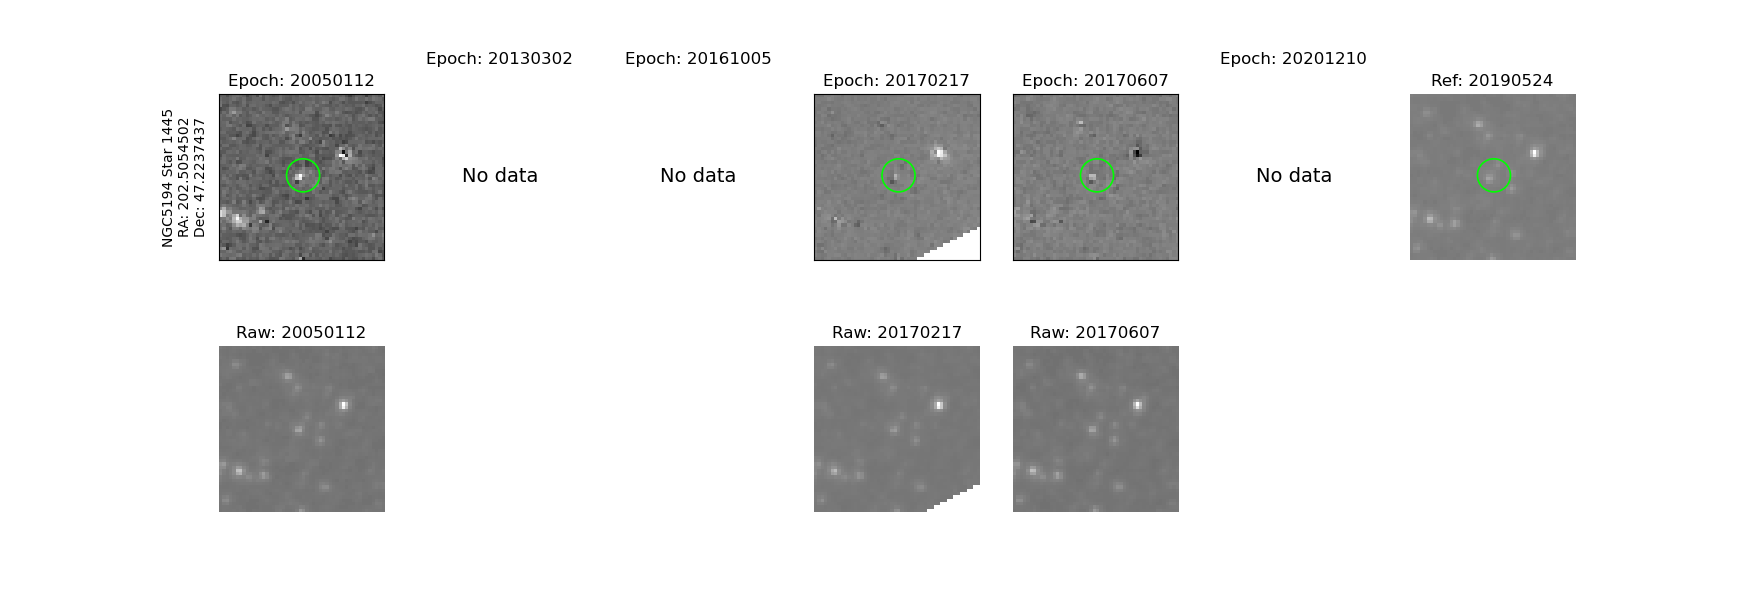 Epoch: 20050112
Epoch: 20130302
Epoch: 20161005
Epoch: 20170217
Epoch: 20170607
Epoch: 20201210
Ref: 20190524
NGC5194 Star 1445
RA: 202.5054502
Dec: 47.2237437
No data
No data
No data
Raw: 20050112
Raw: 20170217
Raw: 20170607